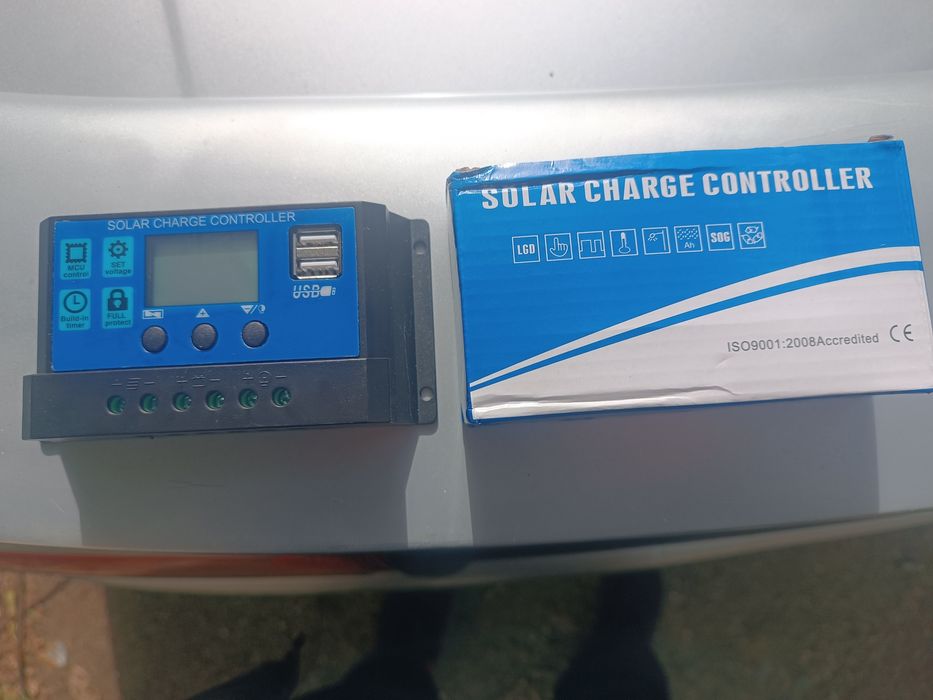 SOLAR CHARGE CONTROLLER
MCU
control
SET
voltage
Build-in
timer
FULL
protect
USB
SOLAR CHARGE CONTROLLER
LGD
Ah
SOG
ISO9001:2008Accredited CE